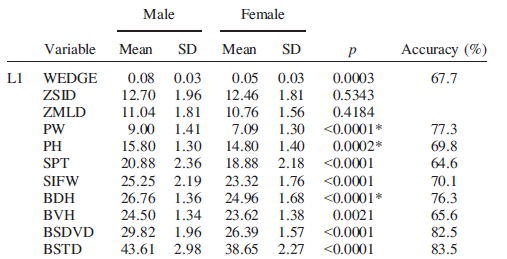 Male Female
Variable Mean SD Mean SD p Accuracy (%)
L1 WEDGE 0.08 0.03 0.05 0.03 0.0003 67.7
ZSID 12.70 1.96 12.46 1.81 0.5343
ZMLD 11.04 1.81 10.76 1.56 0.4184
PW 9.00 1.41 7.09 1.30 <0.0001* 77.3
PH 15.80 1.30 14.80 1.40 0.0002* 69.8
SPT 20.88 2.36 18.88 2.18 <0.0001 64.6
SIFW 25.25 2.19 23.32 1.76 <0.0001 70.1
BDH 26.76 1.36 24.96 1.68 <0.0001* 76.3
BVH 24.50 1.34 23.62 1.38 0.0021 65.6
BSDVD 29.82 1.96 26.39 1.57 <0.0001 82.5
BSTD 43.61 2.98 38.65 2.27 <0.0001 83.5